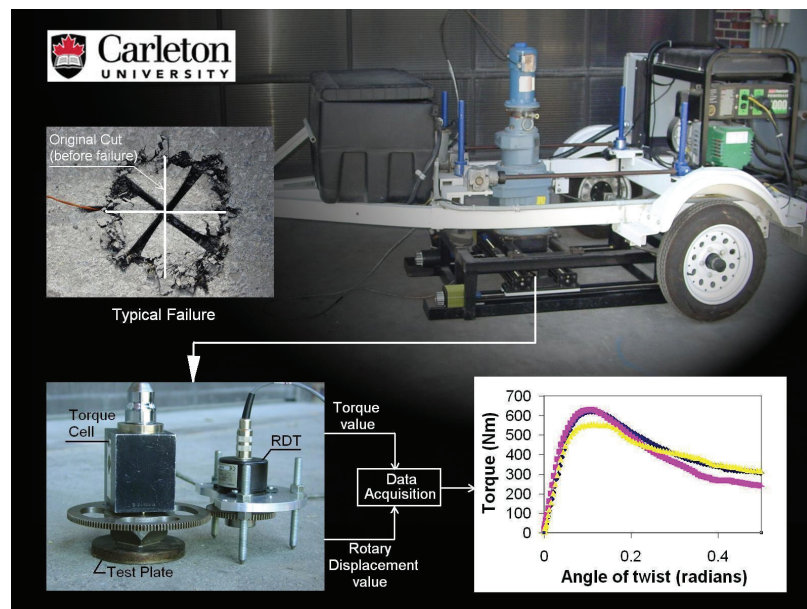 Carleton
UNIVERSITY
Original Cut
(before failure)
Typical Failure
Torque
Cell
RDT
Test Plate
Torque
value
Data
Acquisition
Rotary
Displacement
value
Torque (Nm)
700
600
500
400
300
200
100
0
0
0.2
0.4
Angle of twist (radians)